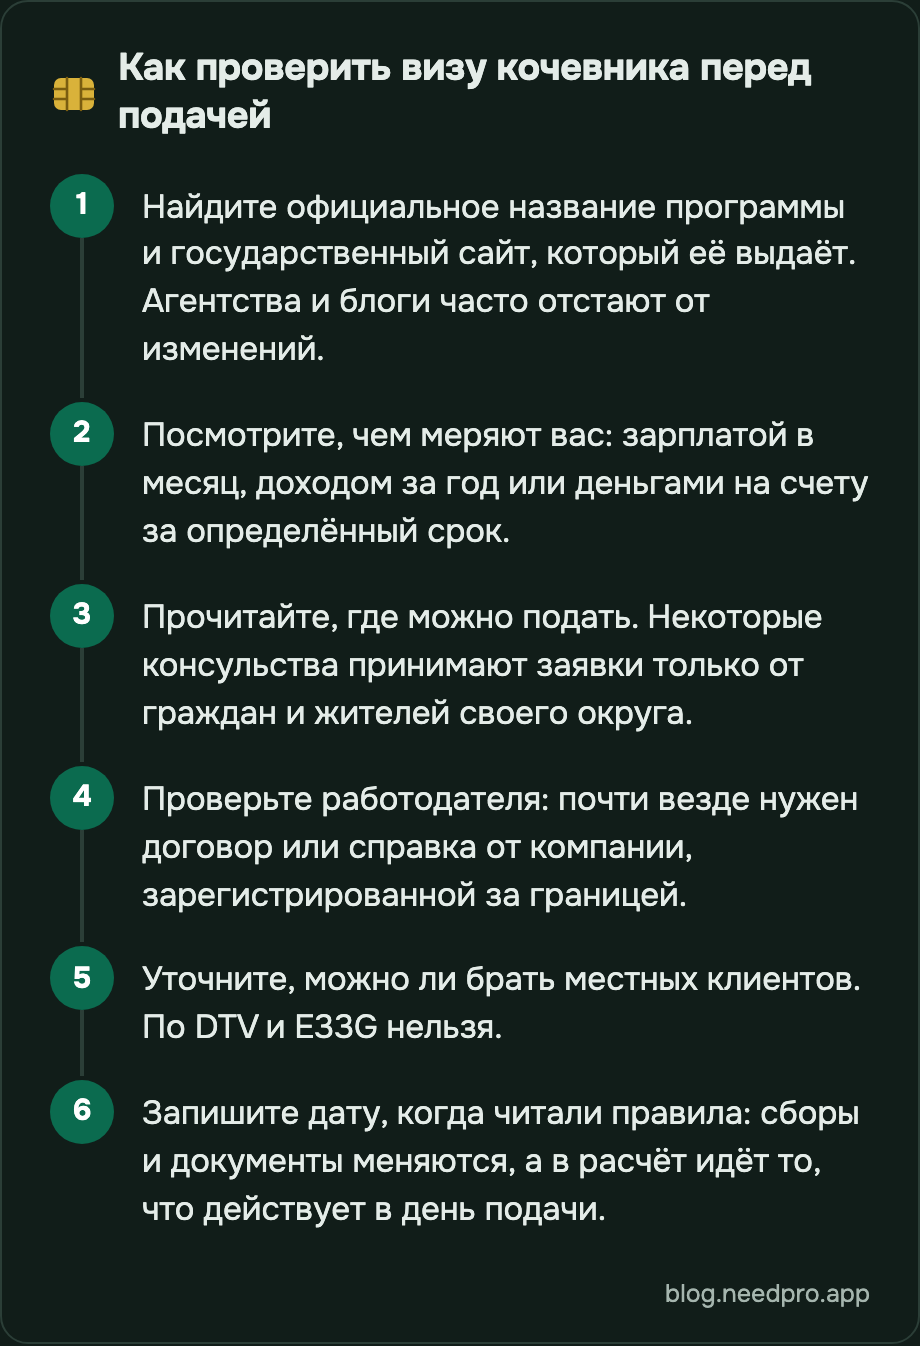 Как проверить визу кочевника перед
подачей
1
Найдите официальное название программы
и государственный сайт, который её выдаёт.
Агентства и блоги часто отстают от
изменений.
2
Посмотрите, чем меряют вас: зарплатой в
месяц, доходом за год или деньгами на счету
за определённый срок.
3
Прочитайте, где можно подать. Некоторые
консульства принимают заявки только от
граждан и жителей своего округа.
4
Проверьте работодателя: почти везде нужен
договор или справка от компании,
зарегистрированной за границей.
5
Уточните, можно ли брать местных клиентов.
По DTV и E33G нельзя.
6
Запишите дату, когда читали правила: сборы
и документы меняются, а в расчёт идёт то,
что действует в день подачи.
blog.needpro.app